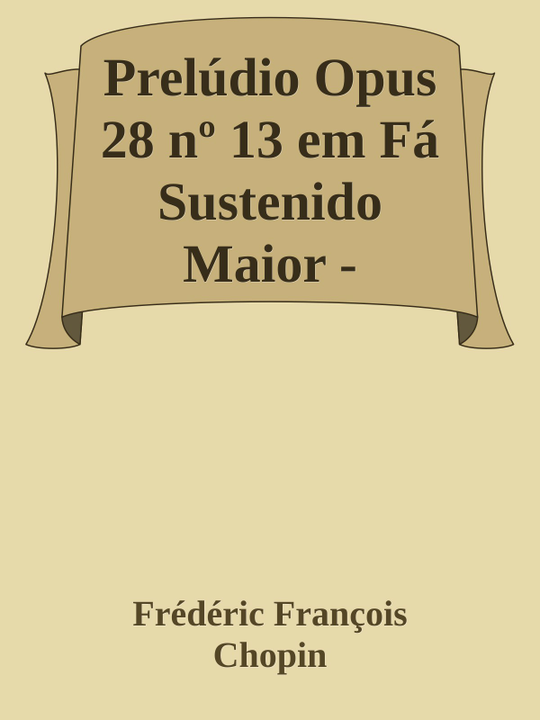 Prelúdio Opus
28 nº 13 em Fá
Sustenido
Maior -
Frédéric François
Chopin